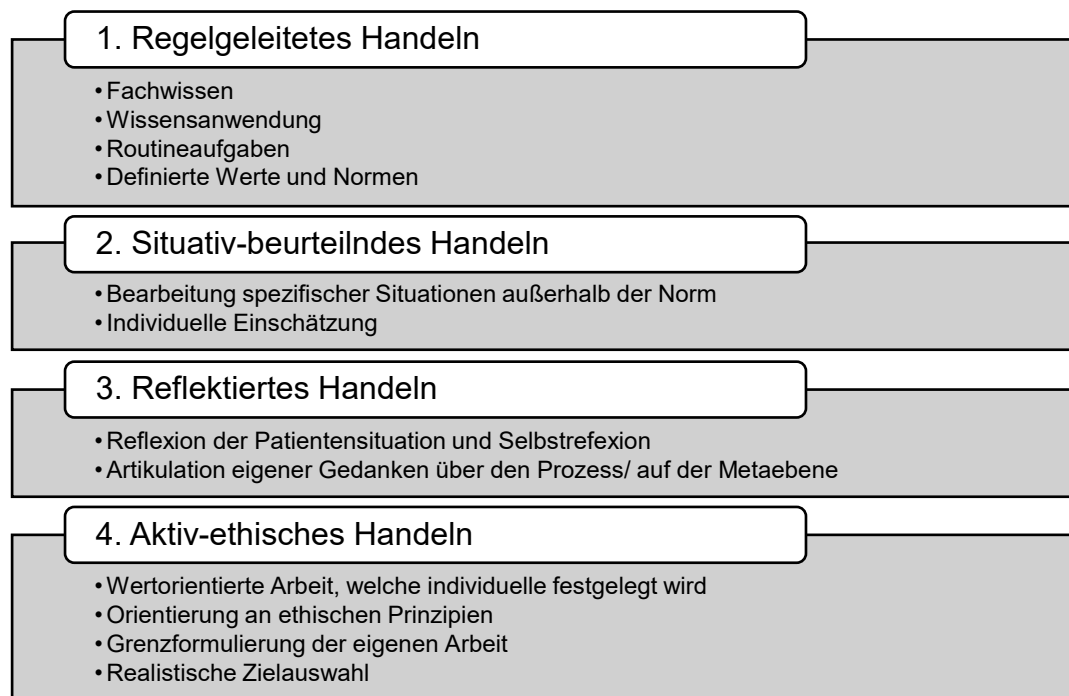 1. Regelgeleitetes Handeln
• Fachwissen
• Wissensanwendung
• Routineaufgaben
• Definierte Werte und Normen
2. Situativ-beurteilndes Handeln
• Bearbeitung spezifischer Situationen außerhalb der Norm
• Individuelle Einschätzung
3. Reflektiertes Handeln
• Reflexion der Patientensituation und Selbstrefexion
• Artikulation eigener Gedanken über den Prozess/ auf der Metaebene
4. Aktiv-ethisches Handeln
• Wertorientierte Arbeit, welche individuelle festgelegt wird
• Orientierung an ethischen Prinzipien
• Grenzformulierung der eigenen Arbeit
• Realistische Zielauswahl